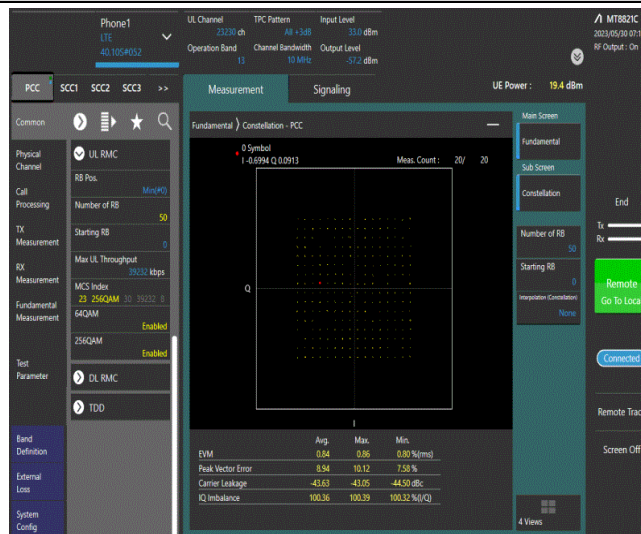 Phone1
LTE
40.105#052
UL Channel TPC Pattern Input Level
23230 ch All +3dB 33.0 dBm
Operation Band Channel Bandwidth Output Level
13 10 MHz -57.2 dBm
MT8821C
2023/05/30 07:1
RF Output : On
PCC SCC1 SCC2 SCC3 >>
Measurement Signaling
UE Power : 19.4 dBm
Common
Physical
Channel
Call
Processing
TX
Measurement
RX
Measurement
Fundamental
Measurement
Test
Parameter
Band
Definition
External
Loss
System
Config
UL RMC
RB Pos.
Min(#0)
Number of RB
50
Starting RB
0
Max UL Throughput
39232 kbps
MCS Index
23 256QAM 30 39232 8
64QAM
Enabled
256QAM
Enabled
DL RMC
TDD
Fundamental 〉 Constellation - PCC
0 Symbol
I -0.6994 Q 0.0913
Meas. Count : 20/ 20
Q
I
Avg. Max. Min.
EVM 0.84 0.86 0.80 %(rms)
Peak Vector Error 8.94 10.12 7.58 %
Carrier Leakage -43.63 -43.05 -44.50 dBc
IQ Imbalance 100.36 100.39 100.32 %(I/Q)
Main Screen
Fundamental
Sub Screen
Constellation
Number of RB
50
Starting RB
0
Interpolation (Constellation)
None
4 Views
End
Tx
Rx
Remote
Go To Loca
Connected
Remote Trac
Screen Off